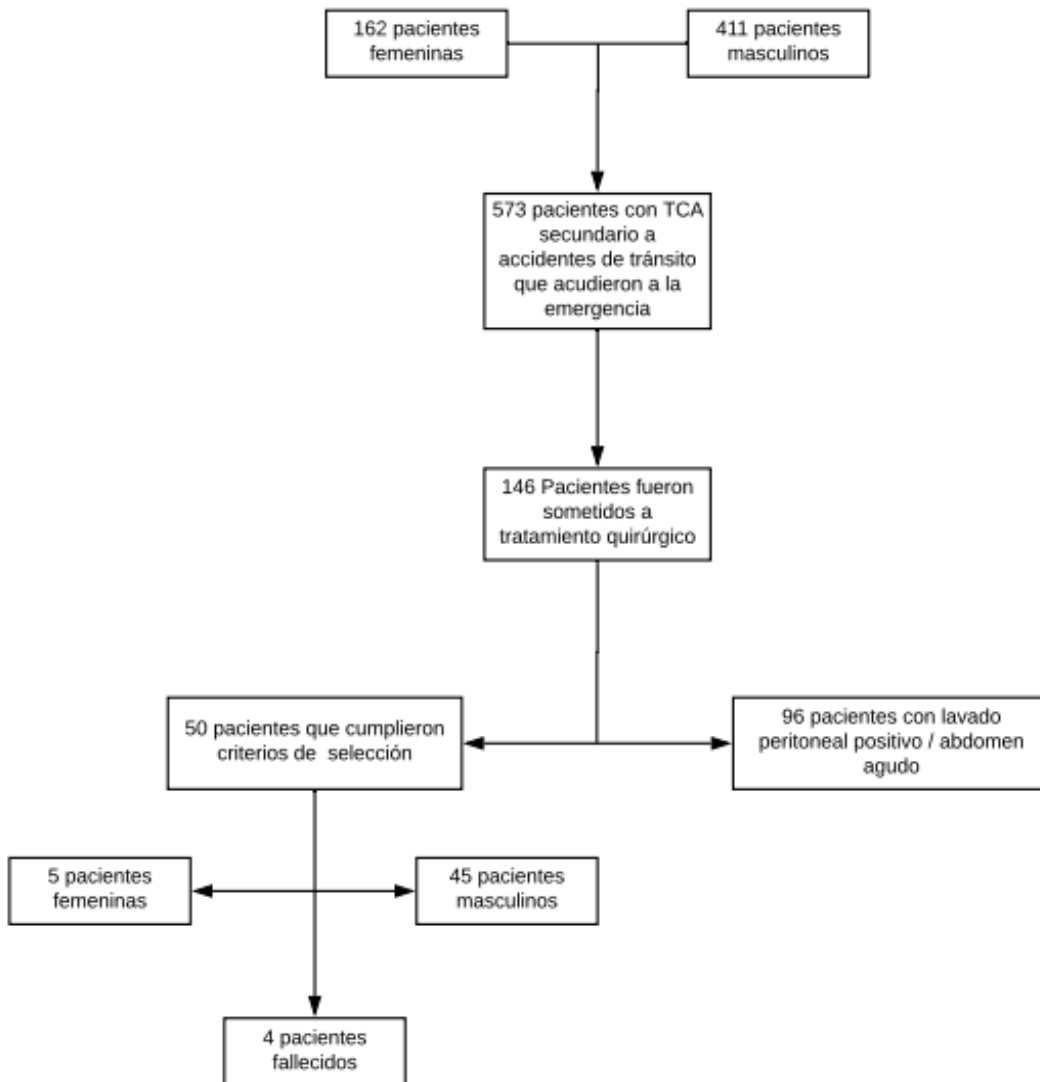 162 pacientes
femeninas
411 pacientes
masculinos
573 pacientes con TCA
secundario a
accidentes de tránsito
que acudieron a la
emergencia
146 Pacientes fueron
sometidos a
tratamiento quirúrgico
50 pacientes que cumplieron
criterios de selección
96 pacientes con lavado
peritoneal positivo / abdomen
agudo
5 pacientes
femeninas
45 pacientes
masculinos
4 pacientes
fallecidos